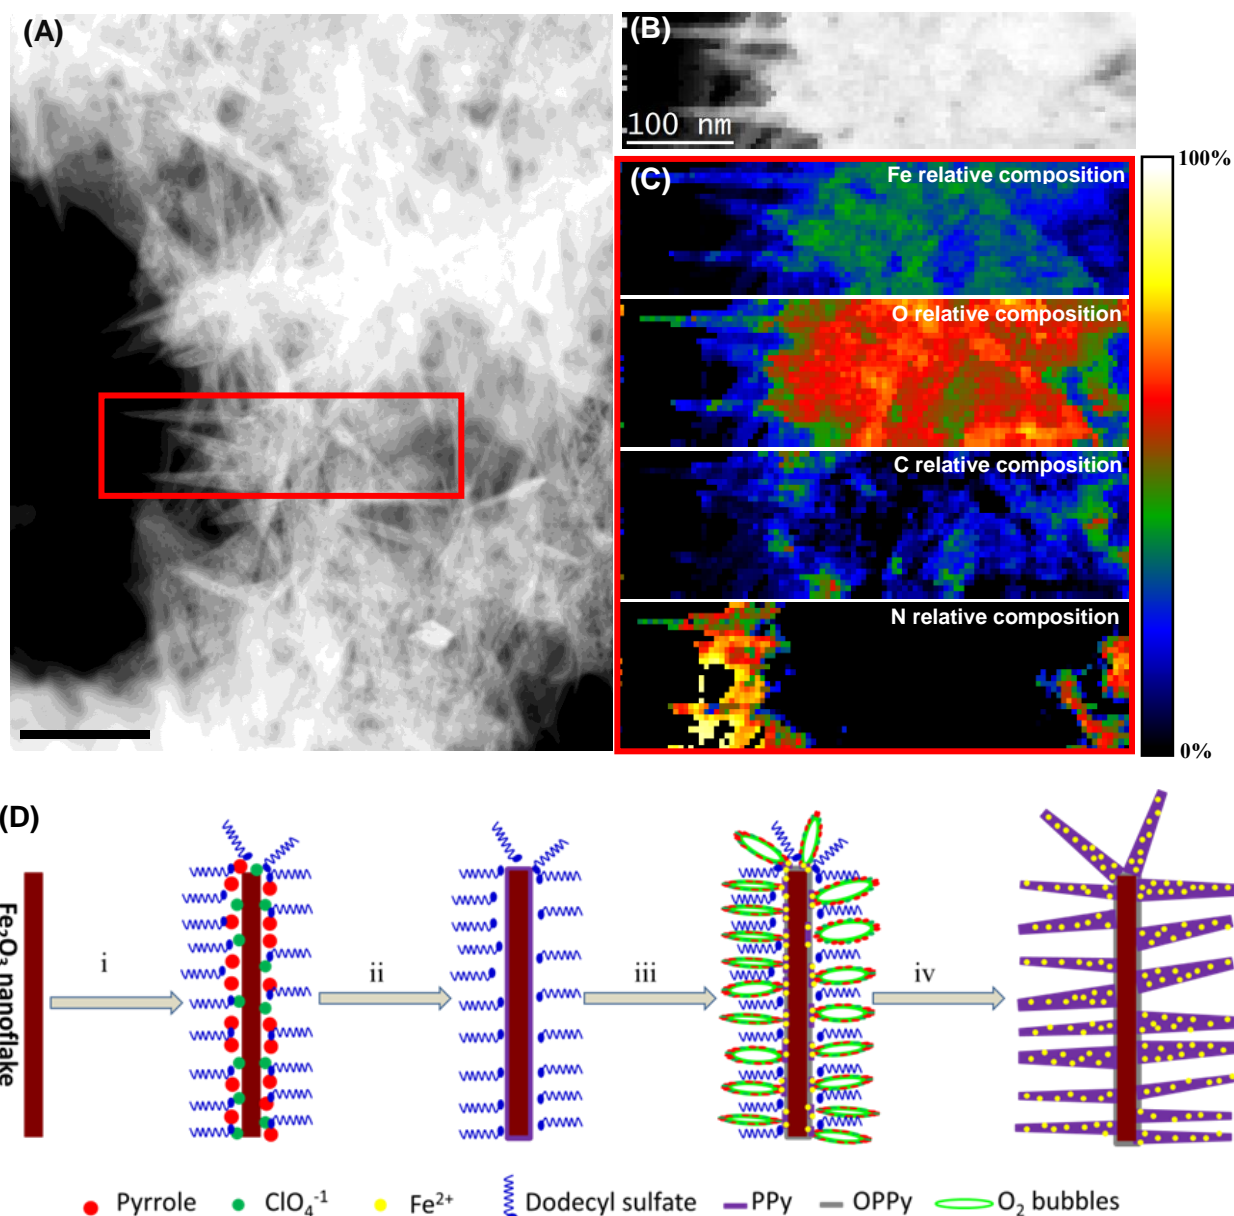 (A)
(B)
100 nm
(C)
Fe relative composition
O relative composition
C relative composition
N relative composition
100%
0%
(D)
Fe₂O₃ nanoflake
i
ii
iii
iv
Pyrrole
ClO₄⁻¹
Fe²⁺
Dodecyl sulfate
PPy
OPPy
O₂ bubbles